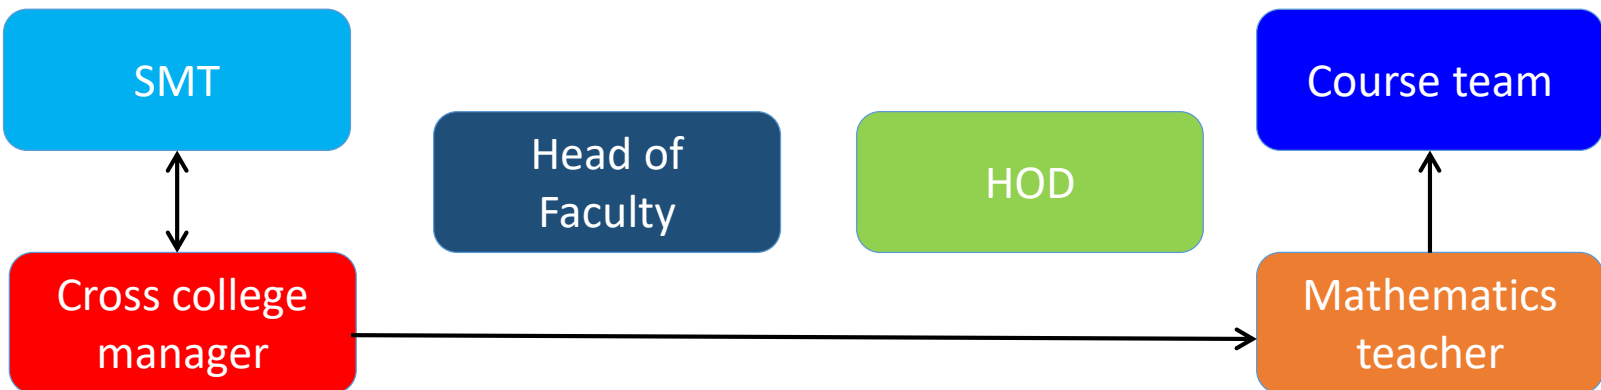 SMT
Course team
Head of
Faculty
HOD
Cross college
manager
Mathematics
teacher